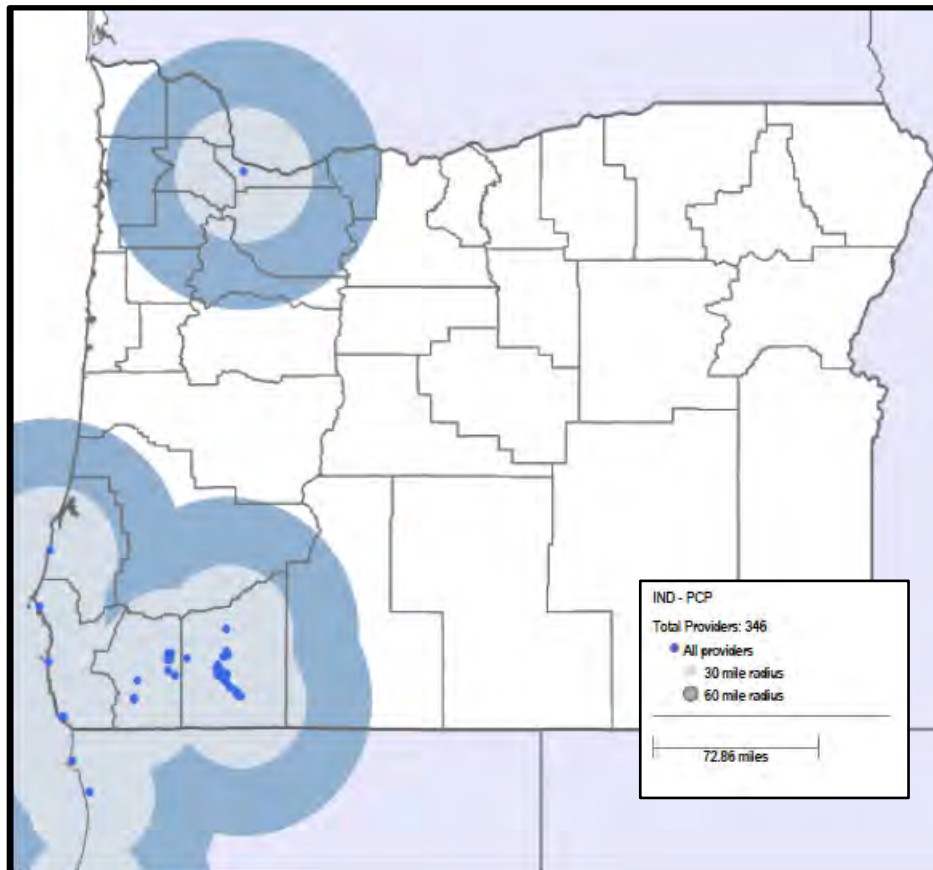 IND - PCP
Total Providers: 346
All providers
30 mile radius
60 mile radius
72.86 miles